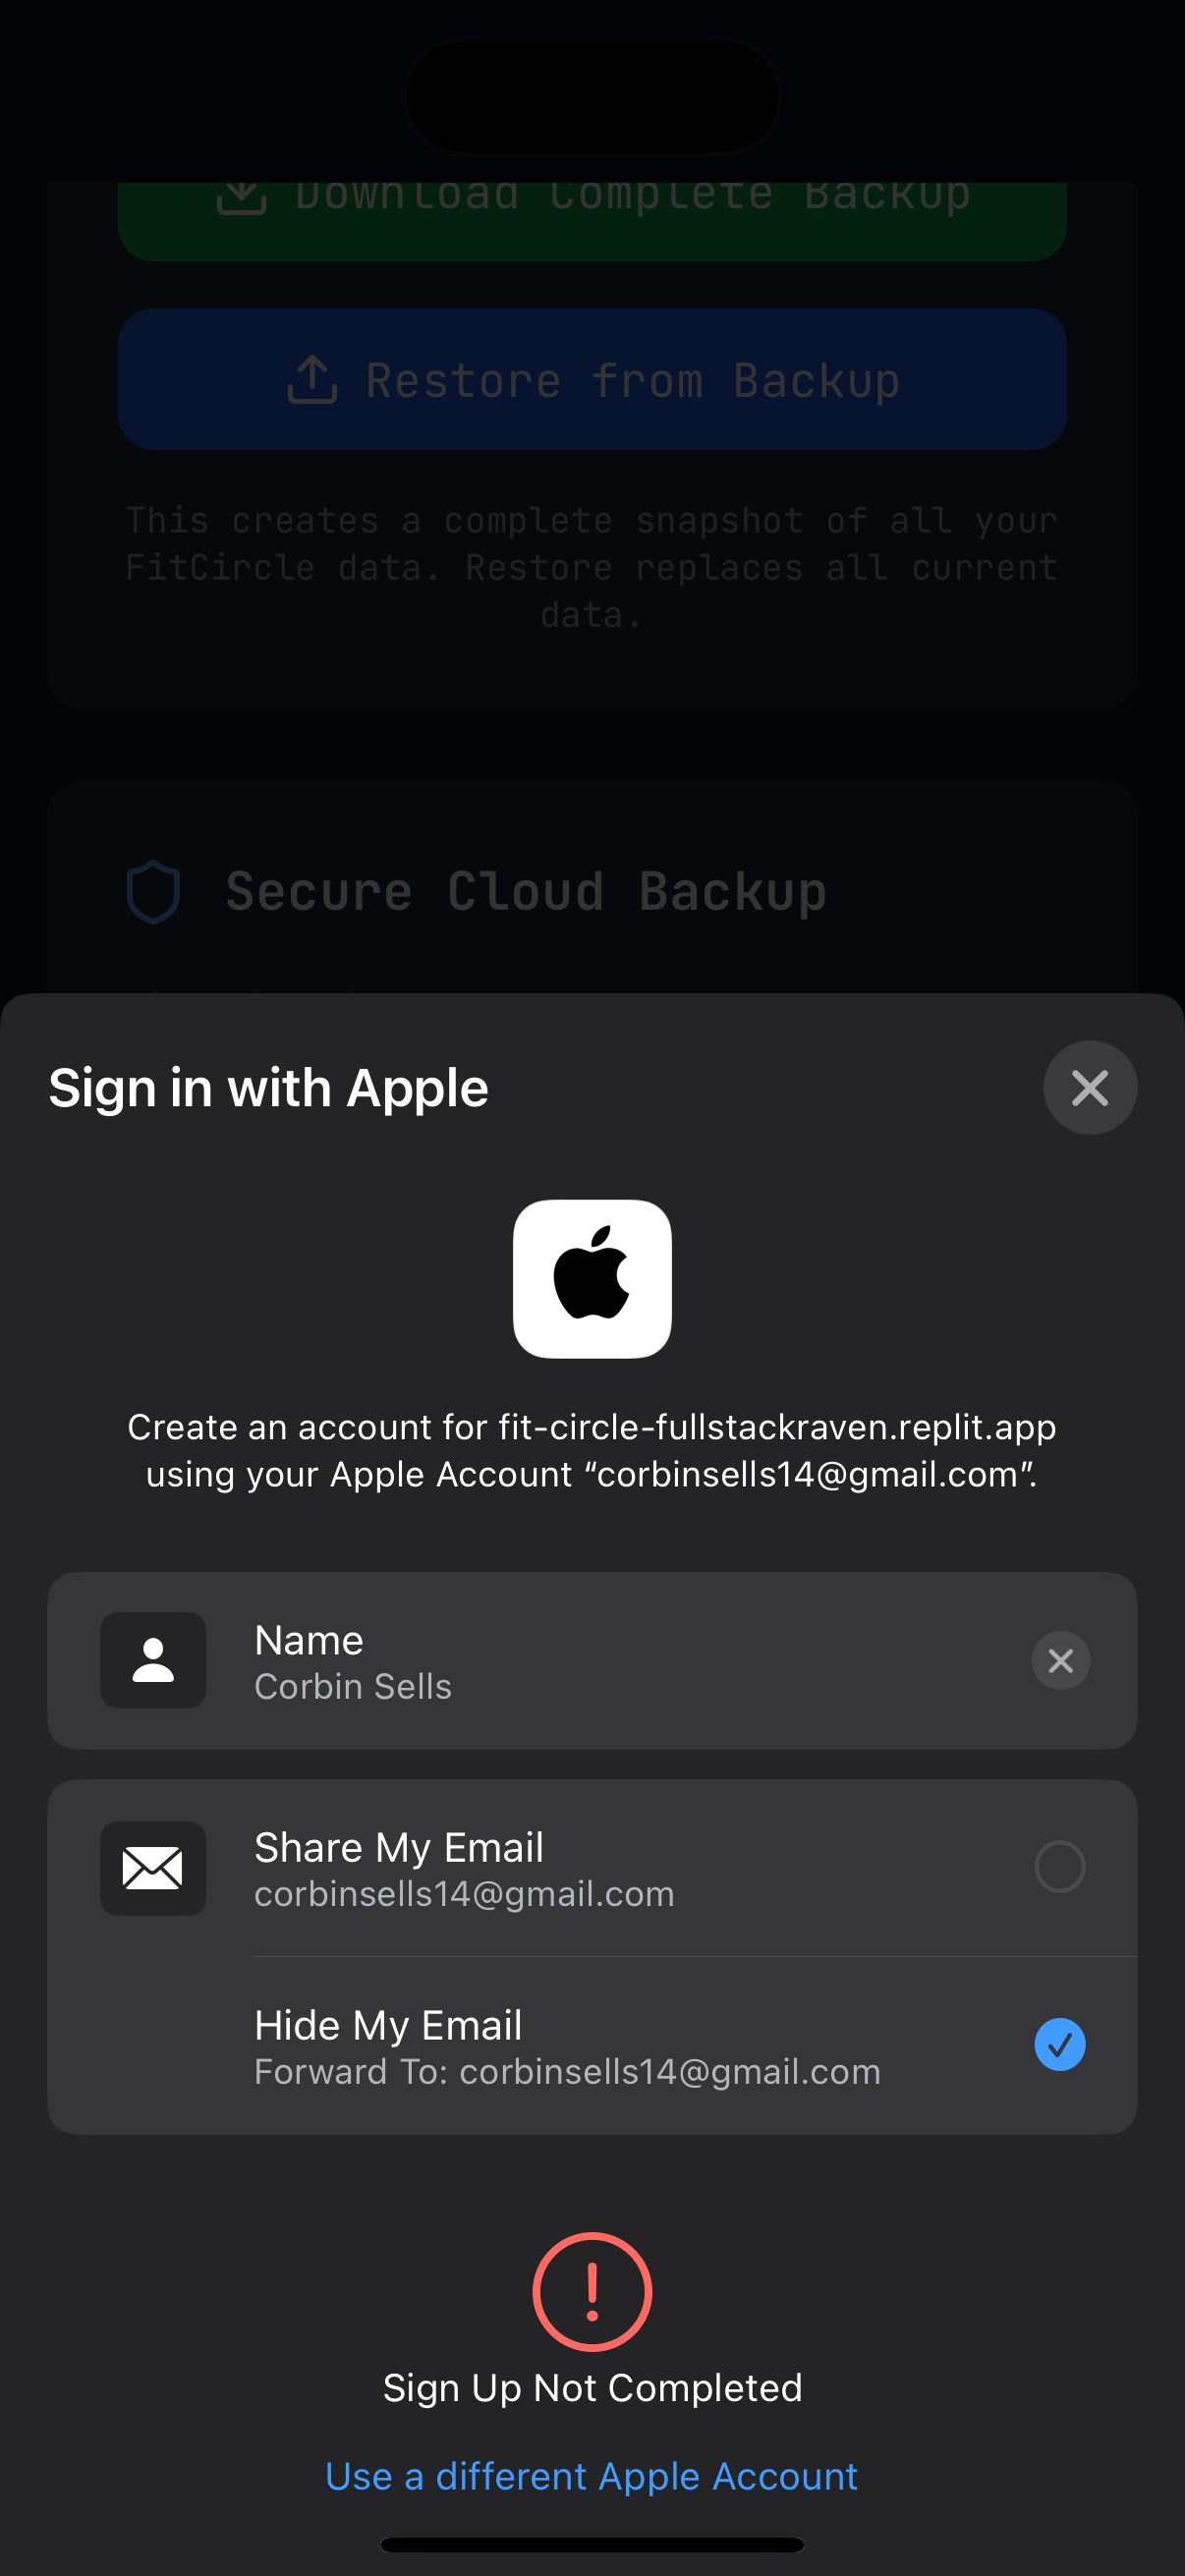 Download Complete Backup
Restore from Backup
This creates a complete snapshot of all your
FitCircle data. Restore replaces all current
data.
Secure Cloud Backup
Sign in with Apple
Create an account for fit-circle-fullstackraven.replit.app
using your Apple Account “corbinsells14@gmail.com”.
Name
Corbin Sells
Share My Email
corbinsells14@gmail.com
Hide My Email
Forward To: corbinsells14@gmail.com
Sign Up Not Completed
Use a different Apple Account